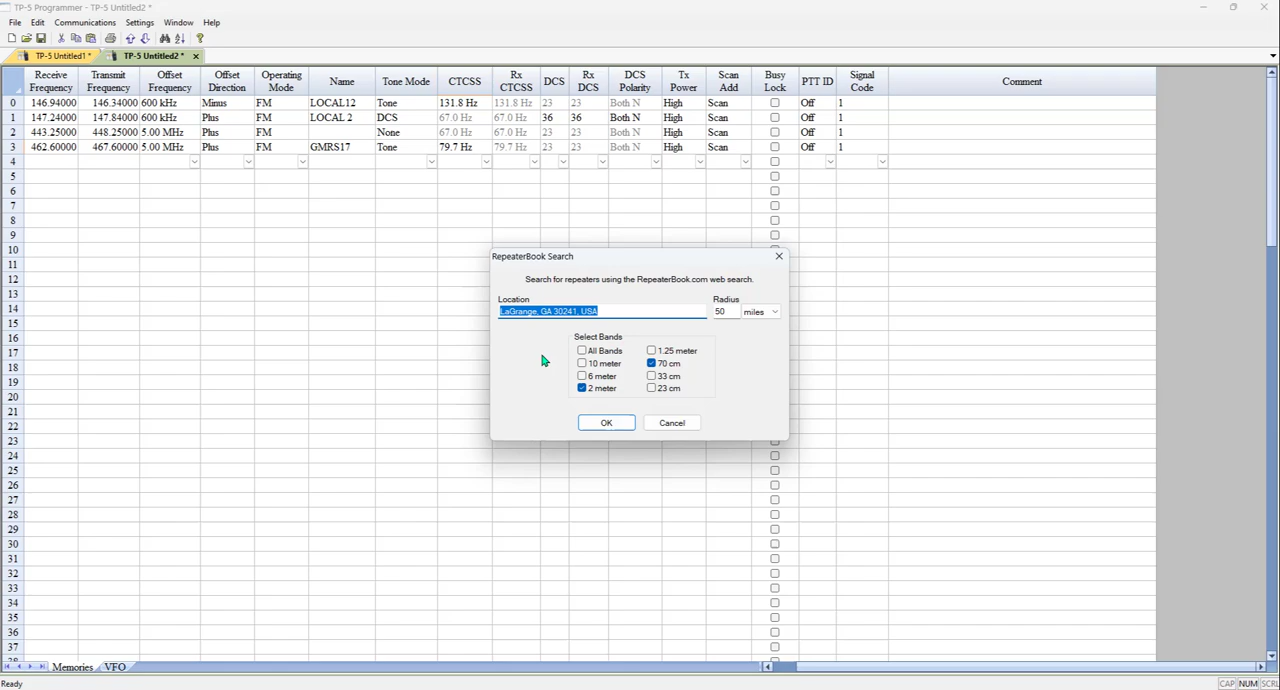 TP-5 Programmer - TP-5 Untitled2 *
File Edit Communications Settings Window Help
TP-5 Untitled1 * TP-5 Untitled2 *
Receive Frequency Transmit Frequency Offset Frequency Offset Direction Operating Mode Name Tone Mode CTCSS Rx CTCSS DCS Rx DCS DCS Polarity Tx Power Scan Add Busy Lock PTT ID Signal Code Comment
0 146.94000 146.34000 600 kHz Minus FM LOCAL12 Tone 131.8 Hz 131.8 Hz 23 23 Both N High Scan Off 1
1 147.24000 147.84000 600 kHz Plus FM LOCAL 2 DCS 67.0 Hz 67.0 Hz 36 36 Both N High Scan Off 1
2 443.25000 448.25000 5.00 MHz Plus FM None 67.0 Hz 67.0 Hz 23 23 Both N High Scan Off 1
3 462.60000 467.60000 5.00 MHz Plus FM GMRS17 Tone 79.7 Hz 79.7 Hz 23 23 Both N High Scan Off 1
4
5
6
7
8
9
10
11
12
13
14
15
16
17
18
19
20
21
22
23
24
25
26
27
28
29
30
31
32
33
34
35
36
37
38
RepeaterBook Search
Search for repeaters using the RepeaterBook.com web search.
Location Radius
LaGrange, GA 30241, USA 50 miles
Select Bands
All Bands 1.25 meter
10 meter 70 cm
6 meter 33 cm
2 meter 23 cm
OK Cancel
Memories VFO
Ready CAP NUM SCRL